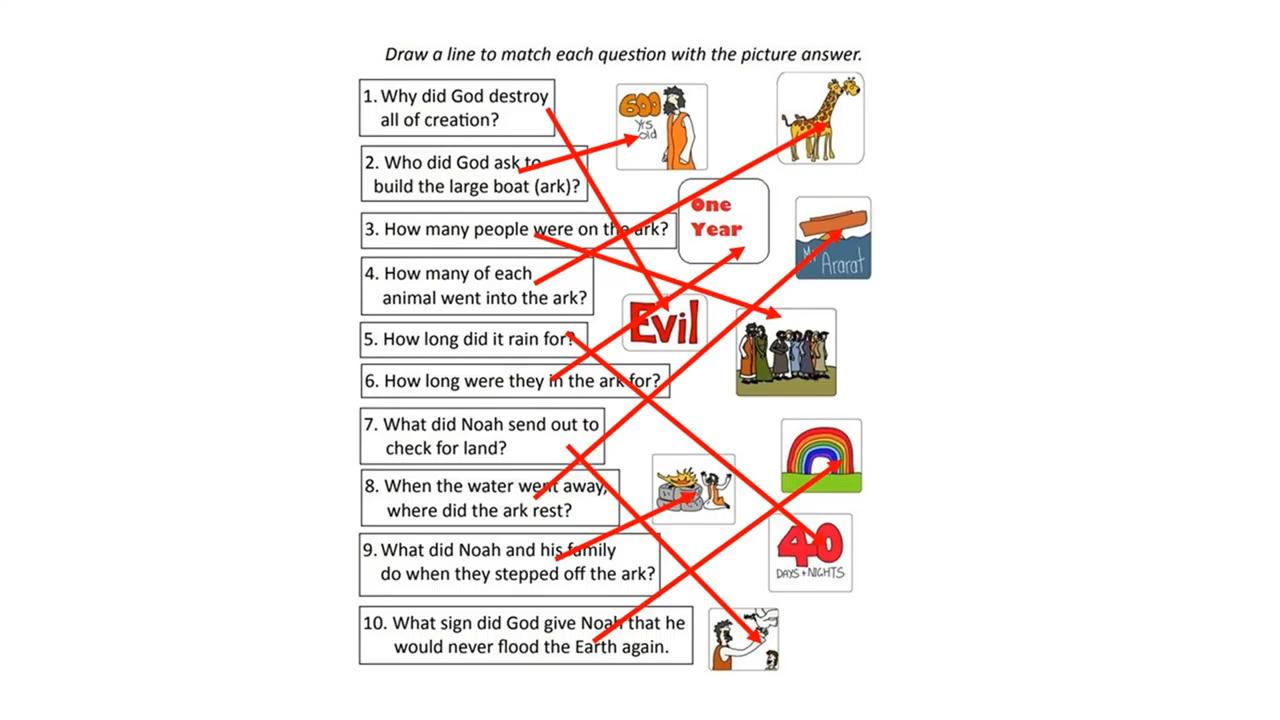 Draw a line to match each question with the picture answer.
1. Why did God destroy
all of creation?
2. Who did God ask to
build the large boat (ark)?
3. How many people were on the ark?
4. How many of each
animal went into the ark?
5. How long did it rain for?
6. How long were they in the ark for?
7. What did Noah send out to
check for land?
8. When the water went away,
where did the ark rest?
9. What did Noah and his family
do when they stepped off the ark?
10. What sign did God give Noah that he
would never flood the Earth again.
600
yrs
old
One
Year
Mt
Ararat
Evil
40
DAYS + NIGHTS